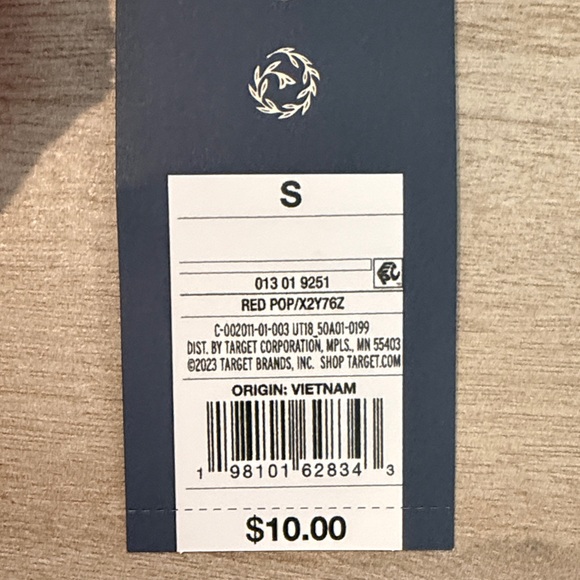 S
013 01 9251
RED POP/X2Y76Z
C-002011-01-003 UT18_50A01-0199
DIST. BY TARGET CORPORATION, MPLS., MN 55403
©2023 TARGET BRANDS, INC. SHOP TARGET.COM
ORIGIN: VIETNAM
1 98101 62834 3
$10.00